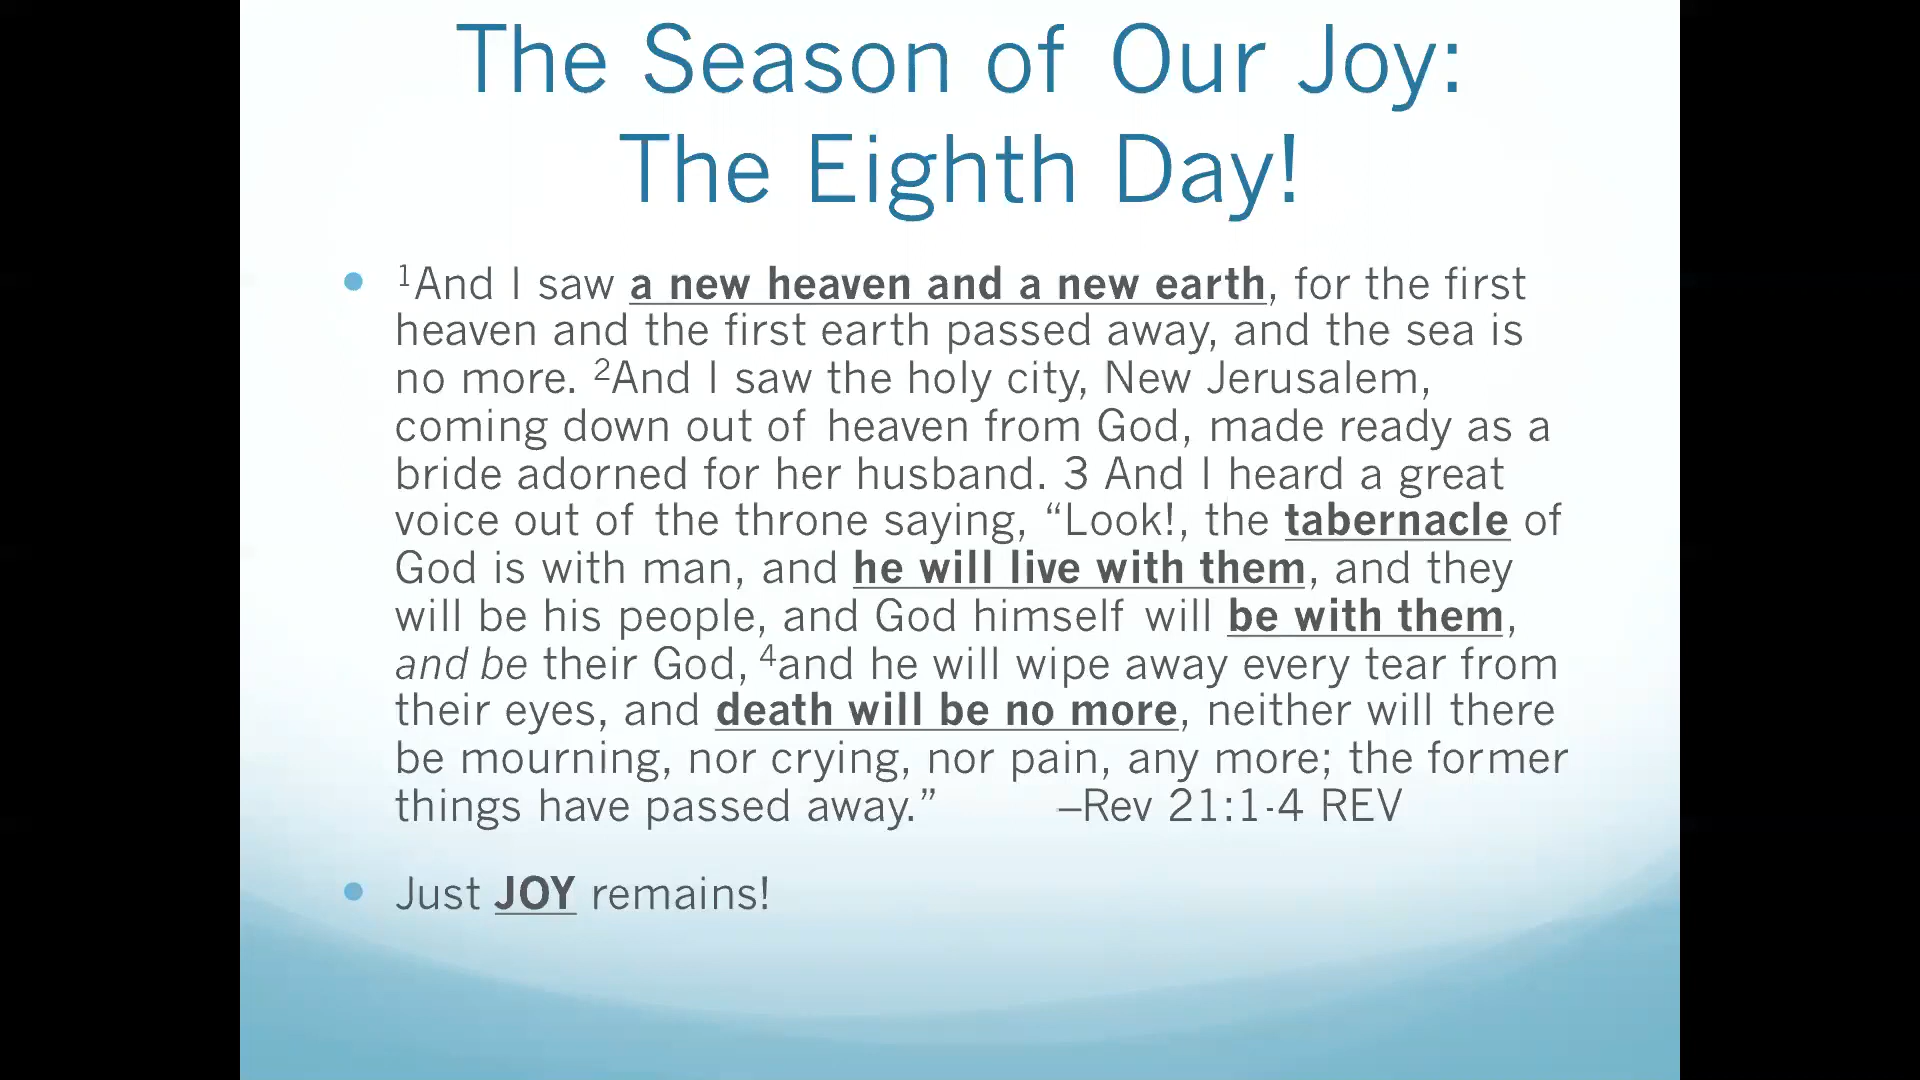 The Season of Our Joy:
The Eighth Day!
• ¹And I saw a new heaven and a new earth, for the first
heaven and the first earth passed away, and the sea is
no more. ²And I saw the holy city, New Jerusalem,
coming down out of heaven from God, made ready as a
bride adorned for her husband. 3 And I heard a great
voice out of the throne saying, “Look!, the tabernacle of
God is with man, and he will live with them, and they
will be his people, and God himself will be with them,
and be their God, ⁴and he will wipe away every tear from
their eyes, and death will be no more, neither will there
be mourning, nor crying, nor pain, any more; the former
things have passed away.” –Rev 21:1-4 REV
• Just JOY remains!